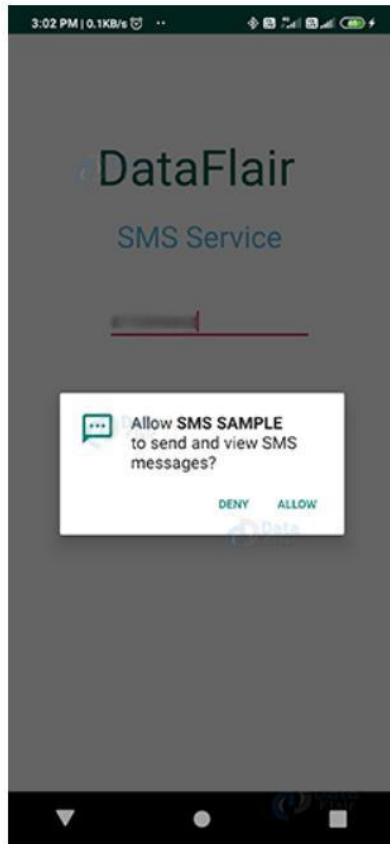 3:02 PM | 0.1KB/s
DataFlair
SMS Service
Allow SMS SAMPLE
to send and view SMS
messages?
DENY ALLOW
Data